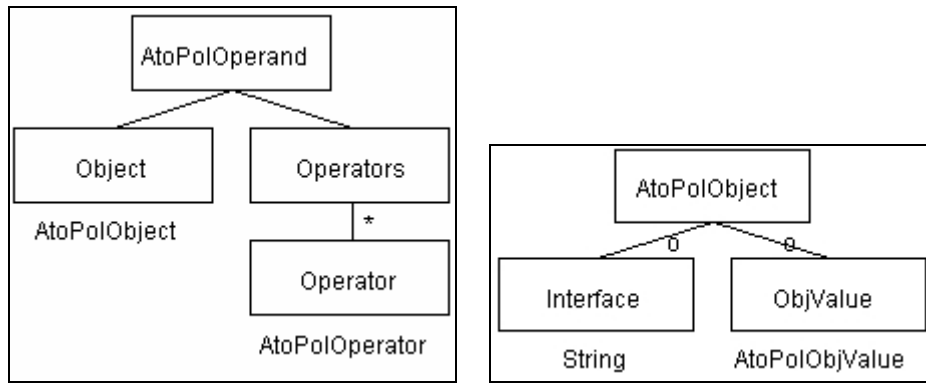 AtoPolOperand
Object
Operators
AtoPolObject
*
Operator
AtoPolOperator
AtoPolObject
0
0
Interface
ObjValue
String
AtoPolObjValue